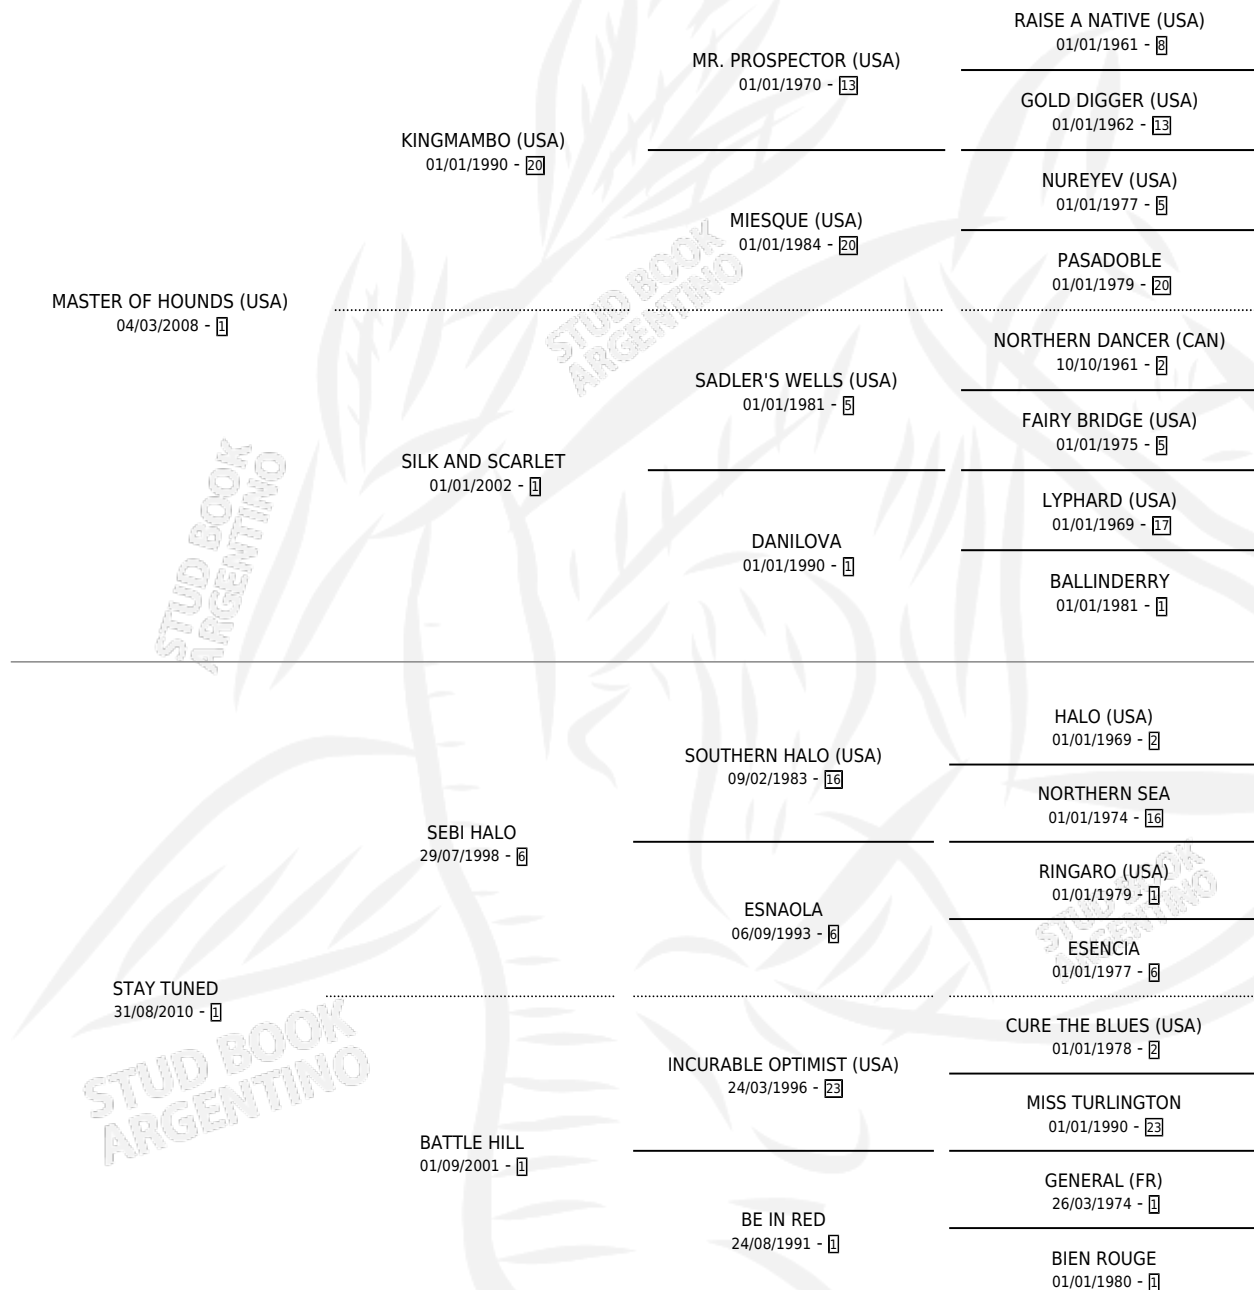 RAISE A NATIVE (USA)
01/01/1961 - 8
MR. PROSPECTOR (USA)
01/01/1970 - 13
GOLD DIGGER (USA)
01/01/1962 - 13
KINGMAMBO (USA)
01/01/1990 - 20
NUREYEV (USA)
01/01/1977 - 5
MIESQUE (USA)
01/01/1984 - 20
PASADOBLE
01/01/1979 - 20
MASTER OF HOUNDS (USA)
04/03/2008 - 1
NORTHERN DANCER (CAN)
10/10/1961 - 2
SADLER'S WELLS (USA)
01/01/1981 - 5
FAIRY BRIDGE (USA)
01/01/1975 - 5
SILK AND SCARLET
01/01/2002 - 1
LYPHARD (USA)
01/01/1969 - 17
DANILOVA
01/01/1990 - 1
BALLINDERRY
01/01/1981 - 1
HALO (USA)
01/01/1969 - 2
SOUTHERN HALO (USA)
09/02/1983 - 16
NORTHERN SEA
01/01/1974 - 16
SEBI HALO
29/07/1998 - 6
RINGARO (USA)
01/01/1979 - 1
ESNAOLA
06/09/1993 - 6
ESENCIA
01/01/1977 - 6
STAY TUNED
31/08/2010 - 1
CURE THE BLUES (USA)
01/01/1978 - 2
INCURABLE OPTIMIST (USA)
24/03/1996 - 23
MISS TURLINGTON
01/01/1990 - 23
BATTLE HILL
01/09/2001 - 1
GENERAL (FR)
26/03/1974 - 1
BE IN RED
24/08/1991 - 1
BIEN ROUGE
01/01/1980 - 1
STUD BOOK
ARGENTINO
STUD BOOK
ARGENTINO
STUD BOOK
ARGENTINO
STUD BOOK
ARGENTINO